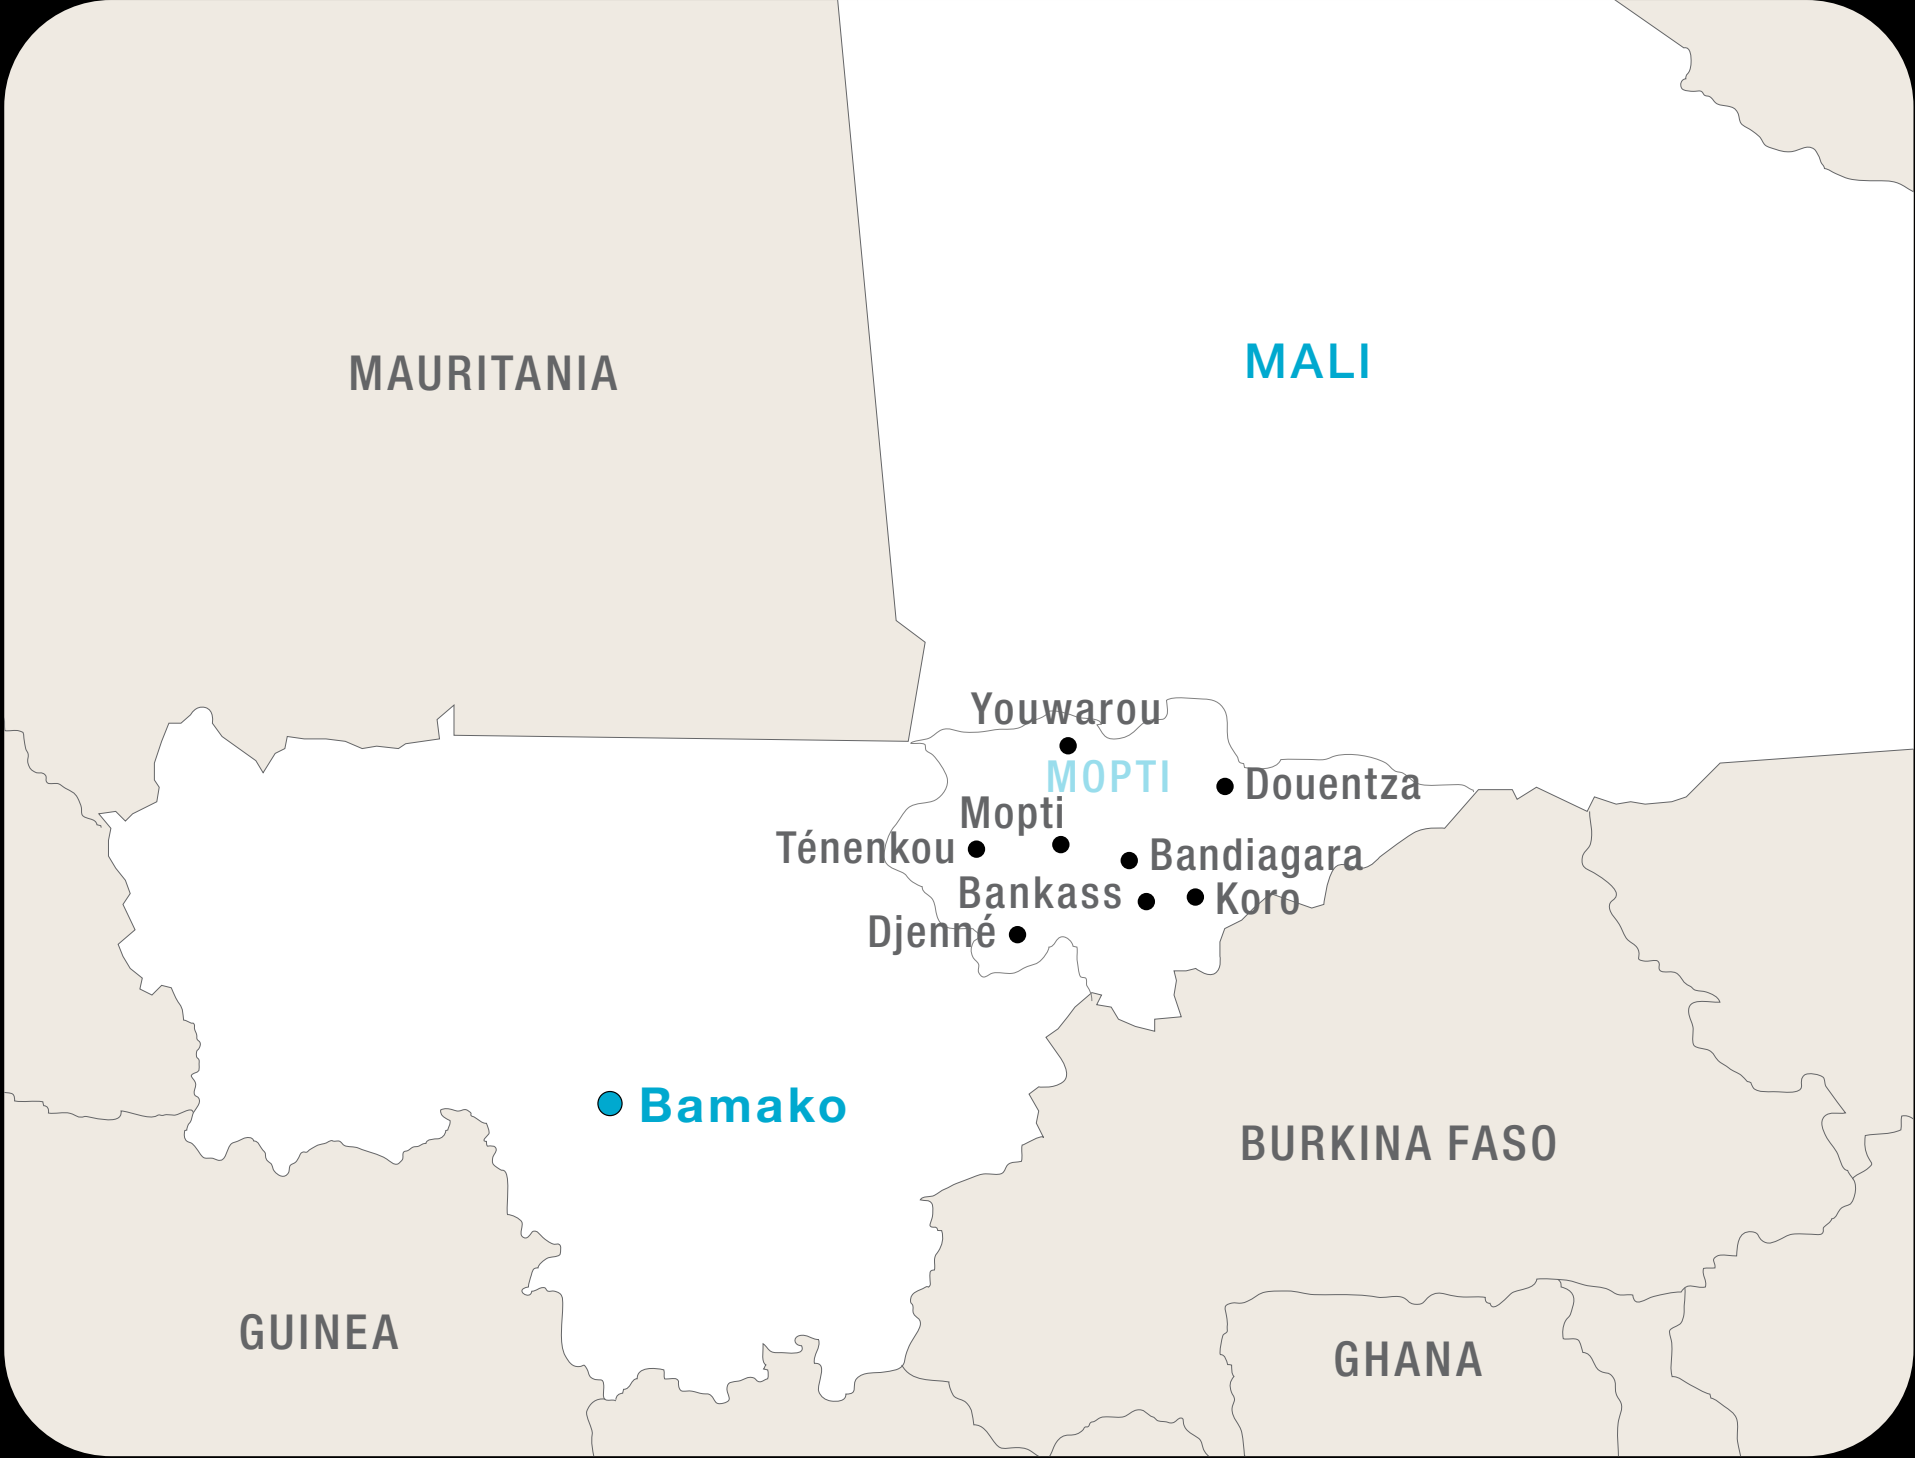 MALI
MAURITANIA
Youwarou
MOPTI
Douentza
Mopti
Ténenkou
Bandiagara
Bankass
Koro
Djenné
Bamako
BURKINA FASO
GUINEA
GHANA